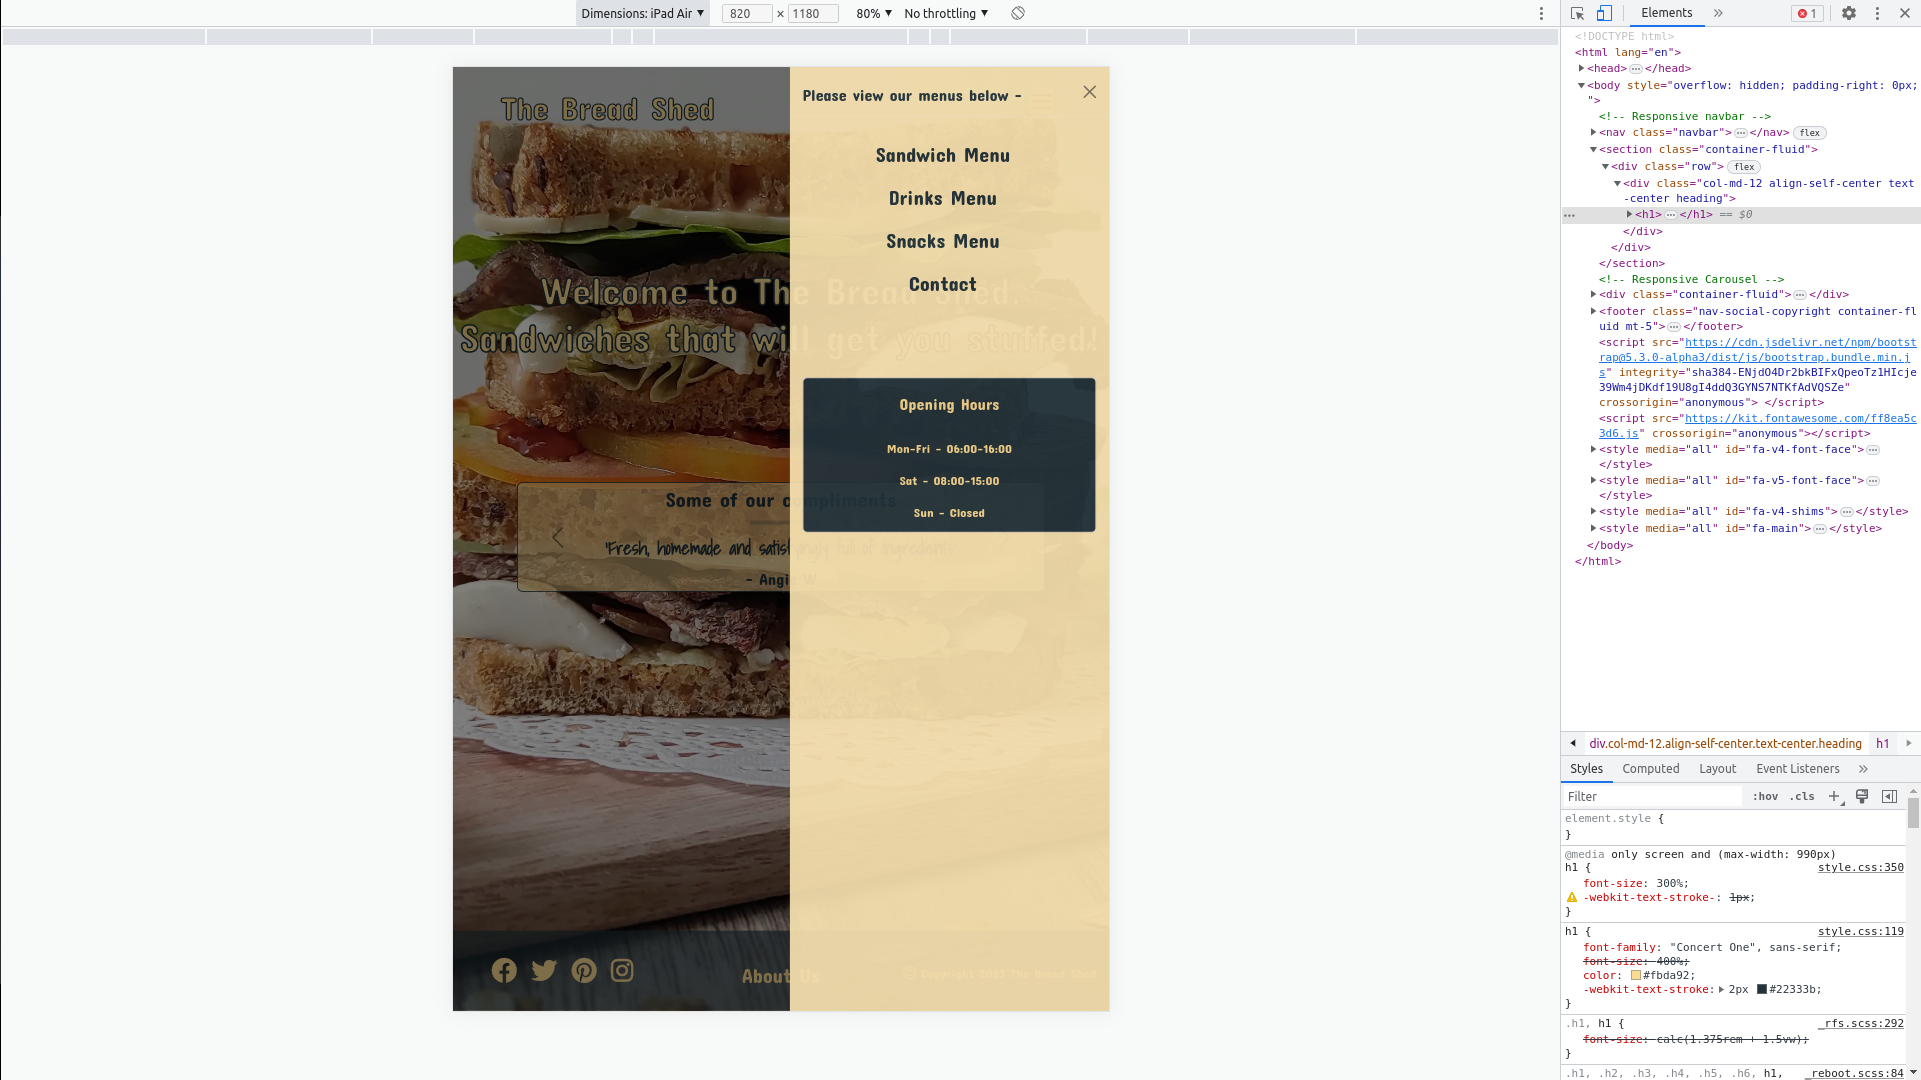 Dimensions: iPad Air ▼ 820 × 1180 80% ▼ No throttling ▼
The Bread Shed
Welcome to The Bread Shed.
Sandwiches that will get you stuffed!
Some of our compliments
'Fresh, homemade and satisfyingly full of ingredients'
- Angie W
About Us
© Copyright 2023 The Bread Shed
Please view our menus below -
Sandwich Menu
Drinks Menu
Snacks Menu
Contact
Opening Hours
Mon-Fri - 06:00-16:00
Sat - 08:00-15:00
Sun - Closed
Elements » 1
<!DOCTYPE html>
<html lang="en">
<head> ⋯ </head>
<body style="overflow: hidden; padding-right: 0px;
">
<!-- Responsive navbar -->
<nav class="navbar"> ⋯ </nav> flex
<section class="container-fluid">
<div class="row"> flex
<div class="col-md-12 align-self-center text
-center heading">
<h1> ⋯ </h1> == $0
</div>
</div>
</section>
<!-- Responsive Carousel -->
<div class="container-fluid"> ⋯ </div>
<footer class="nav-social-copyright container-fl
uid mt-5"> ⋯ </footer>
<script src="https://cdn.jsdelivr.net/npm/bootst
rap@5.3.0-alpha3/dist/js/bootstrap.bundle.min.j
s" integrity="sha384-ENjdO4Dr2bkBIFxQpeoTz1HIcje
39Wm4jDKdf19U8gI4ddQ3GYNS7NTKfAdVQSZe"
crossorigin="anonymous"> </script>
<script src="https://kit.fontawesome.com/ff8ea5c
3d6.js" crossorigin="anonymous"></script>
<style media="all" id="fa-v4-font-face"> ⋯
</style>
<style media="all" id="fa-v5-font-face"> ⋯
</style>
<style media="all" id="fa-v4-shims"> ⋯ </style>
<style media="all" id="fa-main"> ⋯ </style>
</body>
</html>
div.col-md-12.align-self-center.text-center.heading h1
Styles Computed Layout Event Listeners »
Filter :hov .cls +
element.style {
}
@media only screen and (max-width: 990px)
h1 { style.css:350
font-size: 300%;
-webkit-text-stroke-: 1px;
}
h1 { style.css:119
font-family: "Concert One", sans-serif;
font-size: 400%;
color: #fbda92;
-webkit-text-stroke: 2px #22333b;
}
.h1, h1 { _rfs.scss:292
font-size: calc(1.375rem + 1.5vw);
}
.h1, .h2, .h3, .h4, .h5, .h6, h1, _reboot.scss:84